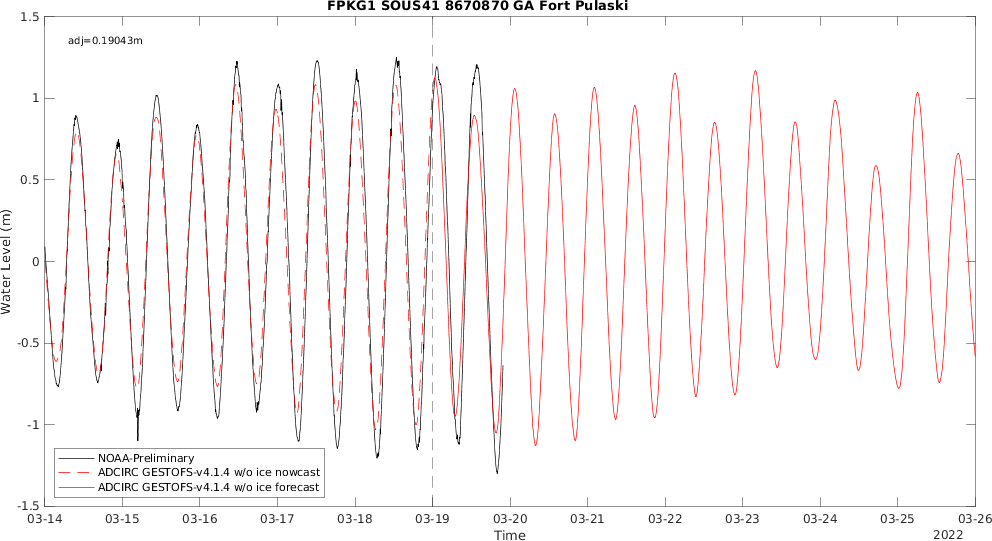 FPKG1 SOUS41 8670870 GA Fort Pulaski
adj=0.19043m
1.5
1
0.5
0
-0.5
-1
-1.5
Water Level (m)
NOAA-Preliminary
ADCIRC GESTOFS-v4.1.4 w/o ice nowcast
ADCIRC GESTOFS-v4.1.4 w/o ice forecast
03-14 03-15 03-16 03-17 03-18 03-19 03-20 03-21 03-22 03-23 03-24 03-25 03-26
Time
2022